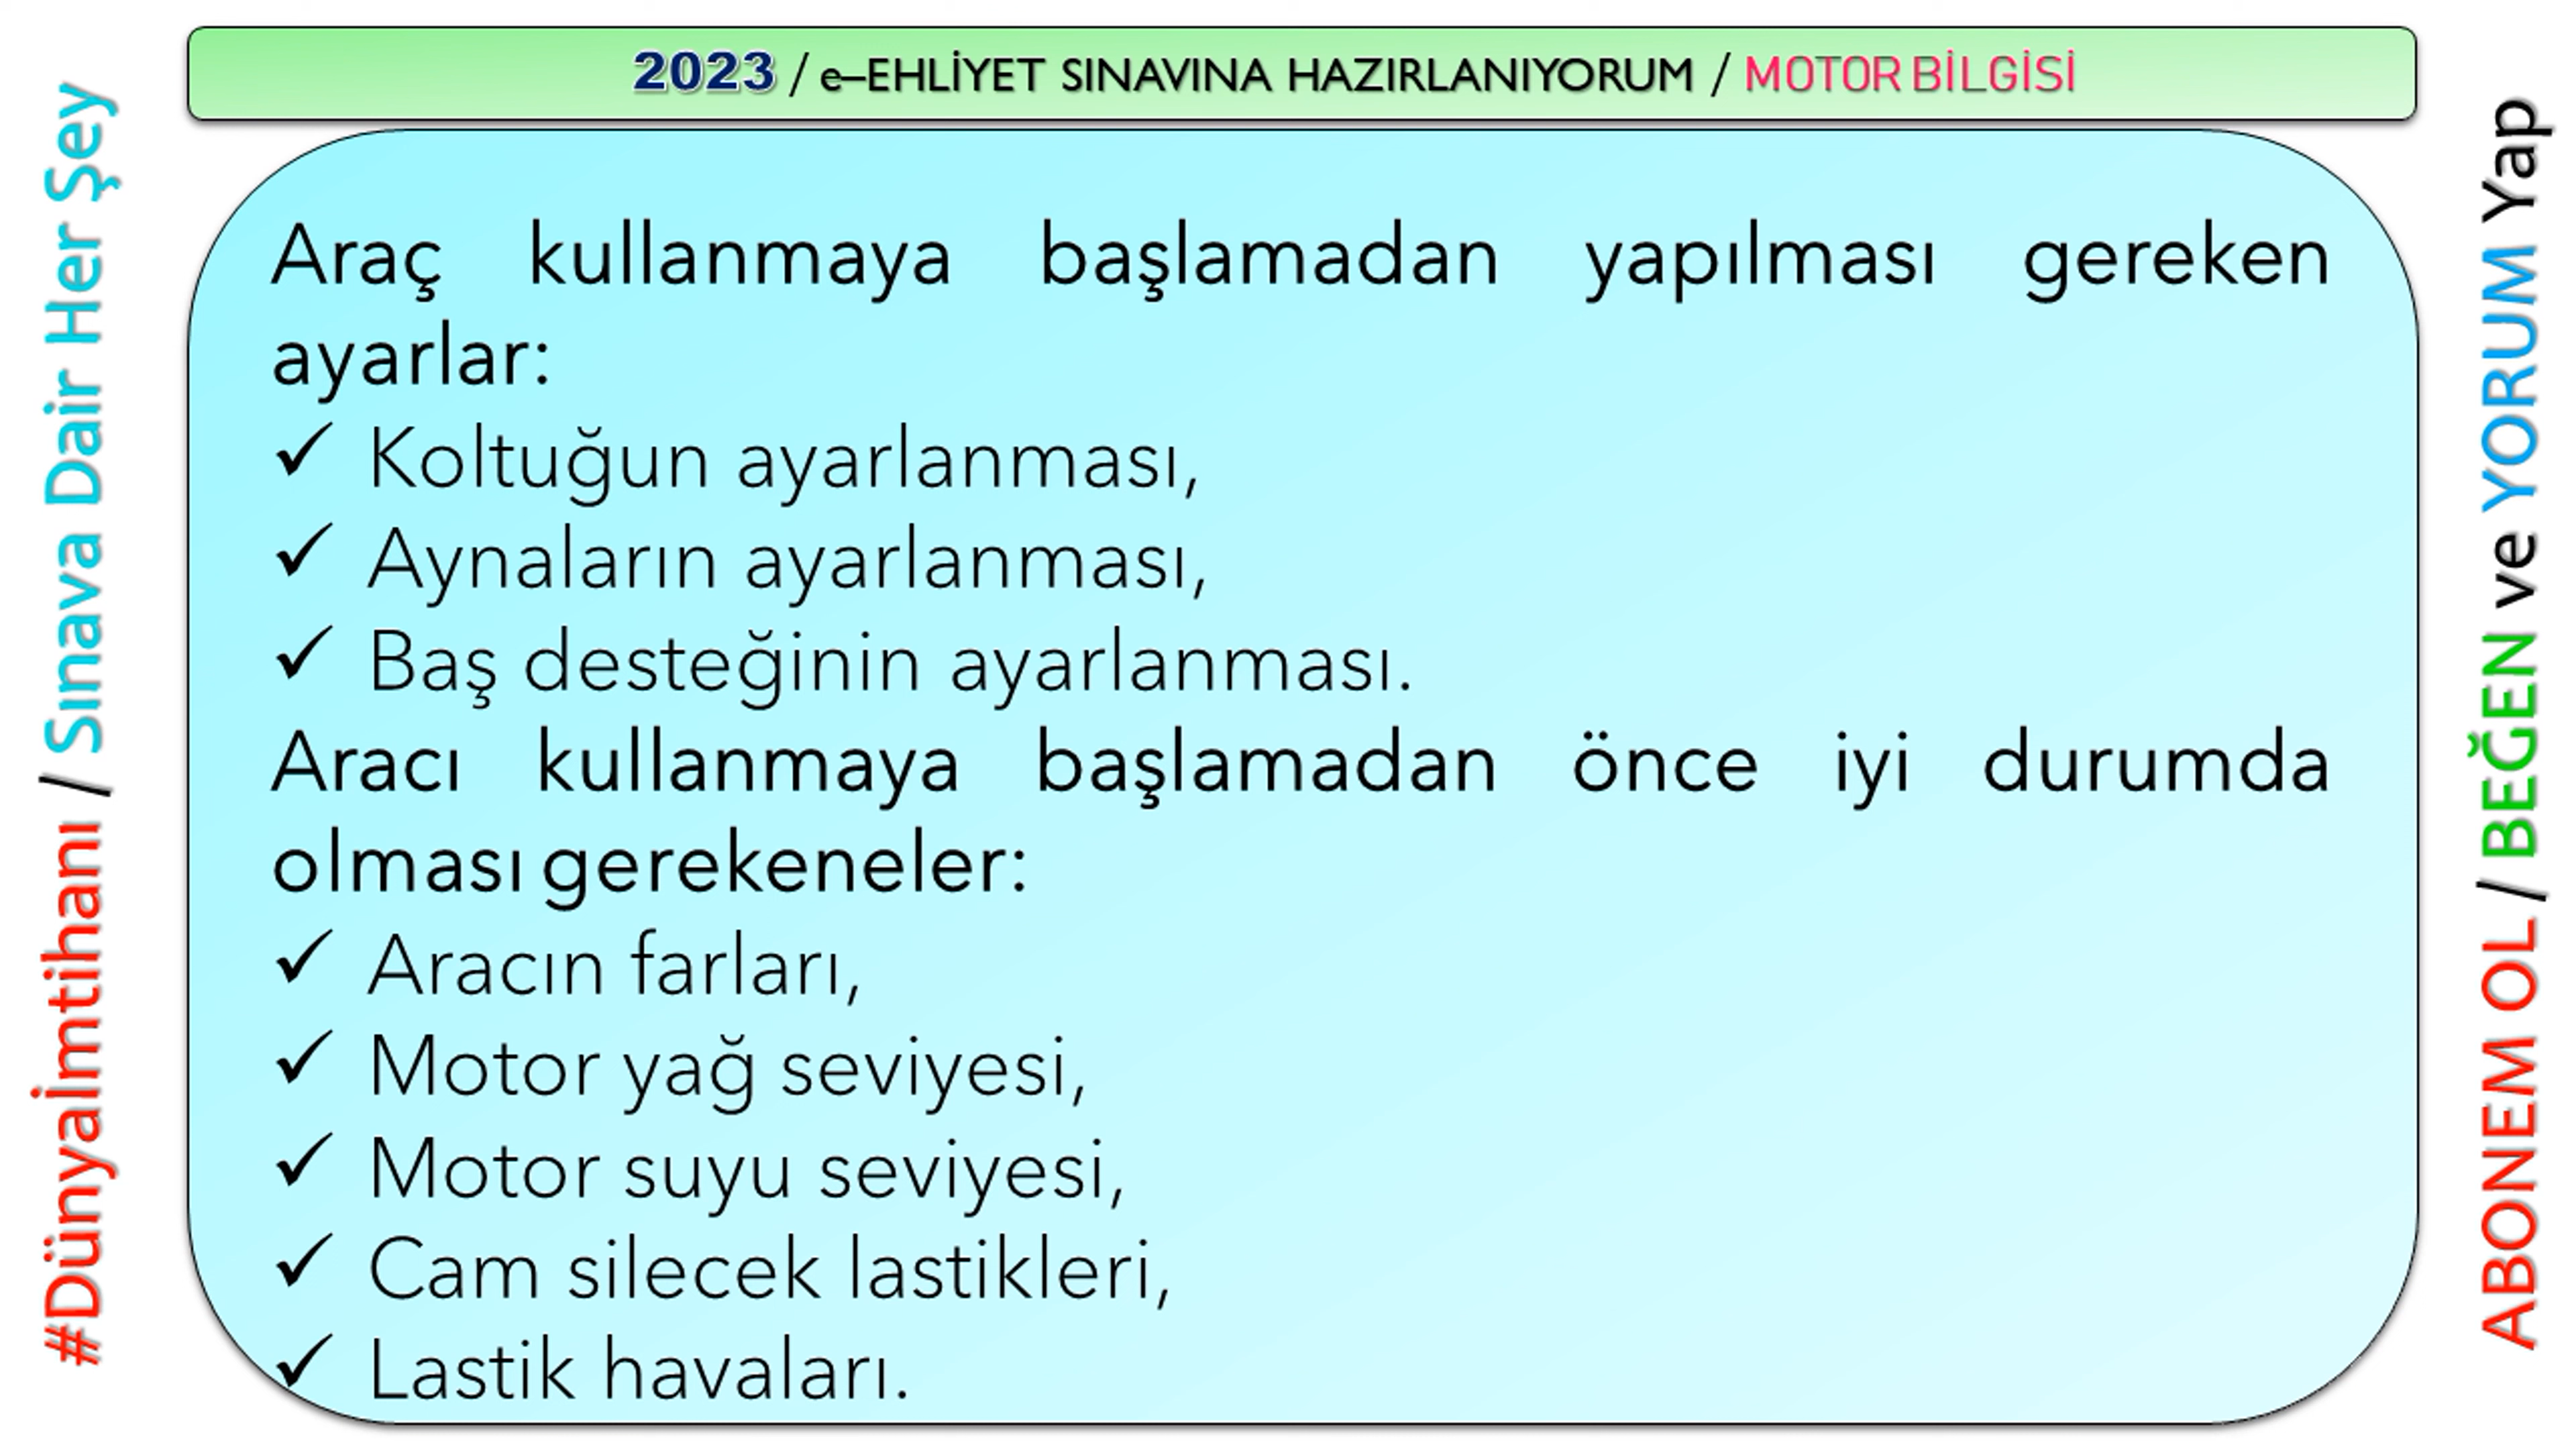 2023 / e–EHLİYET SINAVINA HAZIRLANIYORUM / MOTOR BİLGİSİ
#Dünyaİmtihanı / Sınava Dair Her Şey
Araç kullanmaya başlamadan yapılması gereken
ayarlar:
✓ Koltuğun ayarlanması,
✓ Aynaların ayarlanması,
✓ Baş desteğinin ayarlanması.
Aracı kullanmaya başlamadan önce iyi durumda
olması gerekeneler:
✓ Aracın farları,
✓ Motor yağ seviyesi,
✓ Motor suyu seviyesi,
✓ Cam silecek lastikleri,
✓ Lastik havaları.
ABONEM OL / BEĞEN ve YORUM Yap